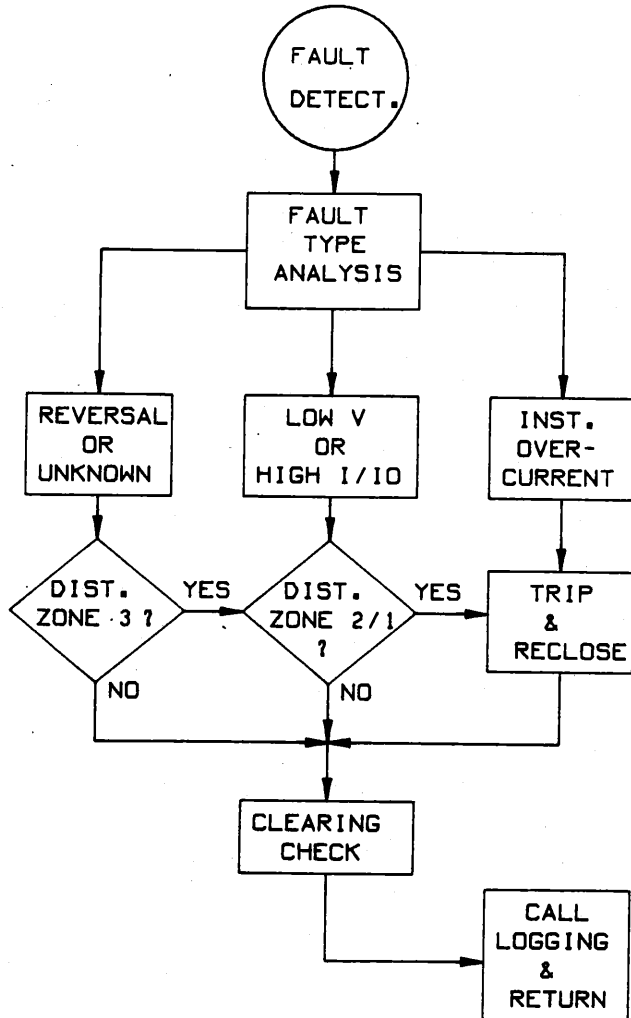 FAULT
DETECT.
FAULT
TYPE
ANALYSIS
REVERSAL
OR
UNKNOWN
LOW V
OR
HIGH I/IO
INST.
OVER-
CURRENT
DIST.
ZONE 3 ?
YES
DIST.
ZONE 2/1
?
YES
TRIP
&
RECLOSE
NO
NO
CLEARING
CHECK
CALL
LOGGING
&
RETURN